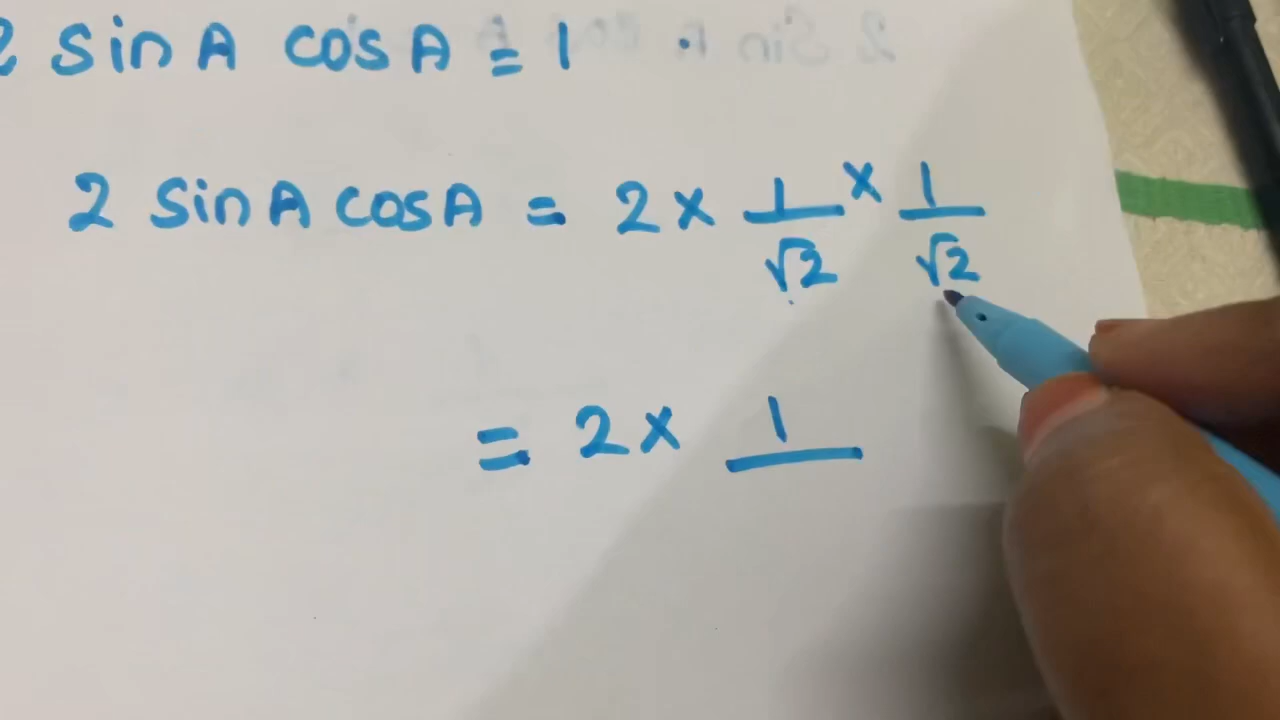 2 sin A cos A = 1
2 sin A cos A = 2 × 1/√2 × 1/√2
= 2 × 1/